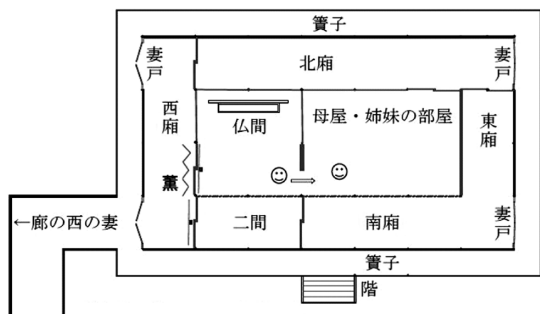 簀子
妻戸
北廂
妻戸
西廂
仏間
母屋・姉妹の部屋
東廂
薫
←廊の西の妻
二間
南廂
妻戸
簀子
階